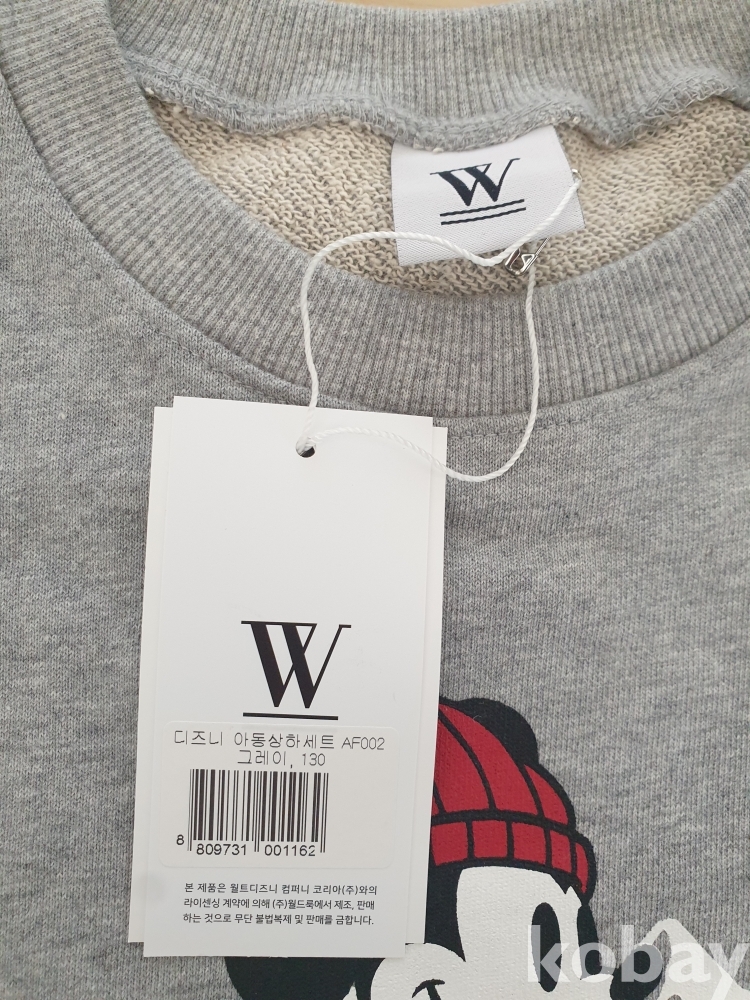 W
W
디즈니 아동상하세트 AF002
그레이, 130
8 809731 001162
본 제품은 월트디즈니 컴퍼니 코리아(주)와의
라이센싱 계약에 의해 (주)월드룩에서 제조, 판매
하는 것으로 무단 불법복제 및 판매를 금합니다.
kobay